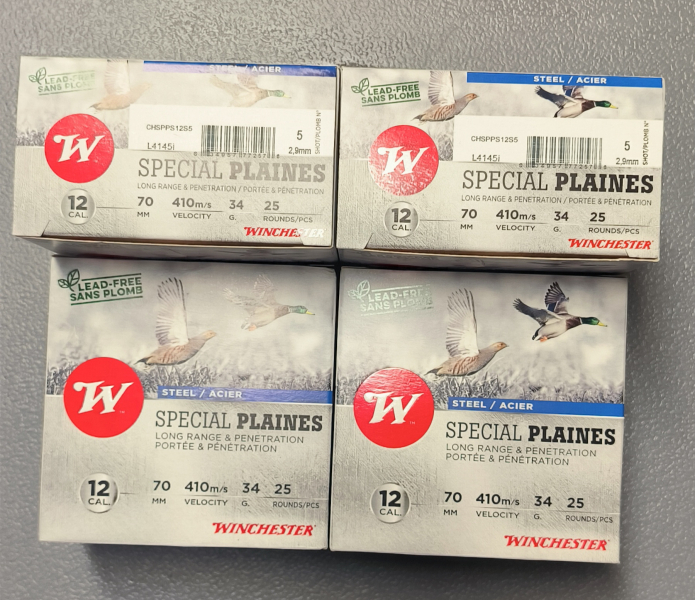 LEAD-FREE
SANS PLOMB
STEEL / ACIER
CHSPPS12S5
5
L4145i
2,9mm
SHOT/PLOMB N°
W
SPECIAL PLAINES
LONG RANGE & PENETRATION / PORTÉE & PÉNÉTRATION
12 CAL.
70 MM
410m/s VELOCITY
34 G.
25 ROUNDS/PCS
WINCHESTER
LEAD-FREE
SANS PLOMB
STEEL / ACIER
CHSPPS12S5
5
L4145i
2,9mm
SHOT/PLOMB N°
W
SPECIAL PLAINES
LONG RANGE & PENETRATION / PORTÉE & PÉNÉTRATION
12 CAL.
70 MM
410m/s VELOCITY
34 G.
25 ROUNDS/PCS
WINCHESTER
LEAD-FREE
SANS PLOMB
W
STEEL / ACIER
SPECIAL PLAINES
LONG RANGE & PENETRATION
PORTÉE & PÉNÉTRATION
12 CAL.
70 MM
410m/s VELOCITY
34 G.
25 ROUNDS/PCS
WINCHESTER
LEAD-FREE
SANS PLOMB
W
STEEL / ACIER
SPECIAL PLAINES
LONG RANGE & PENETRATION
PORTÉE & PÉNÉTRATION
12 CAL.
70 MM
410m/s VELOCITY
34 G.
25 ROUNDS/PCS
WINCHESTER